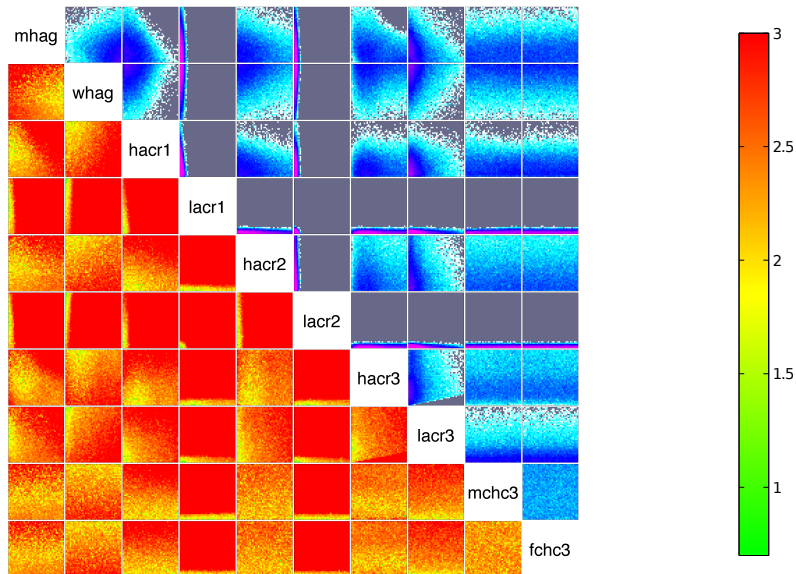 mhag
whag
hacr1
lacr1
hacr2
lacr2
hacr3
lacr3
mchc3
fchc3
3
2.5
2
1.5
1